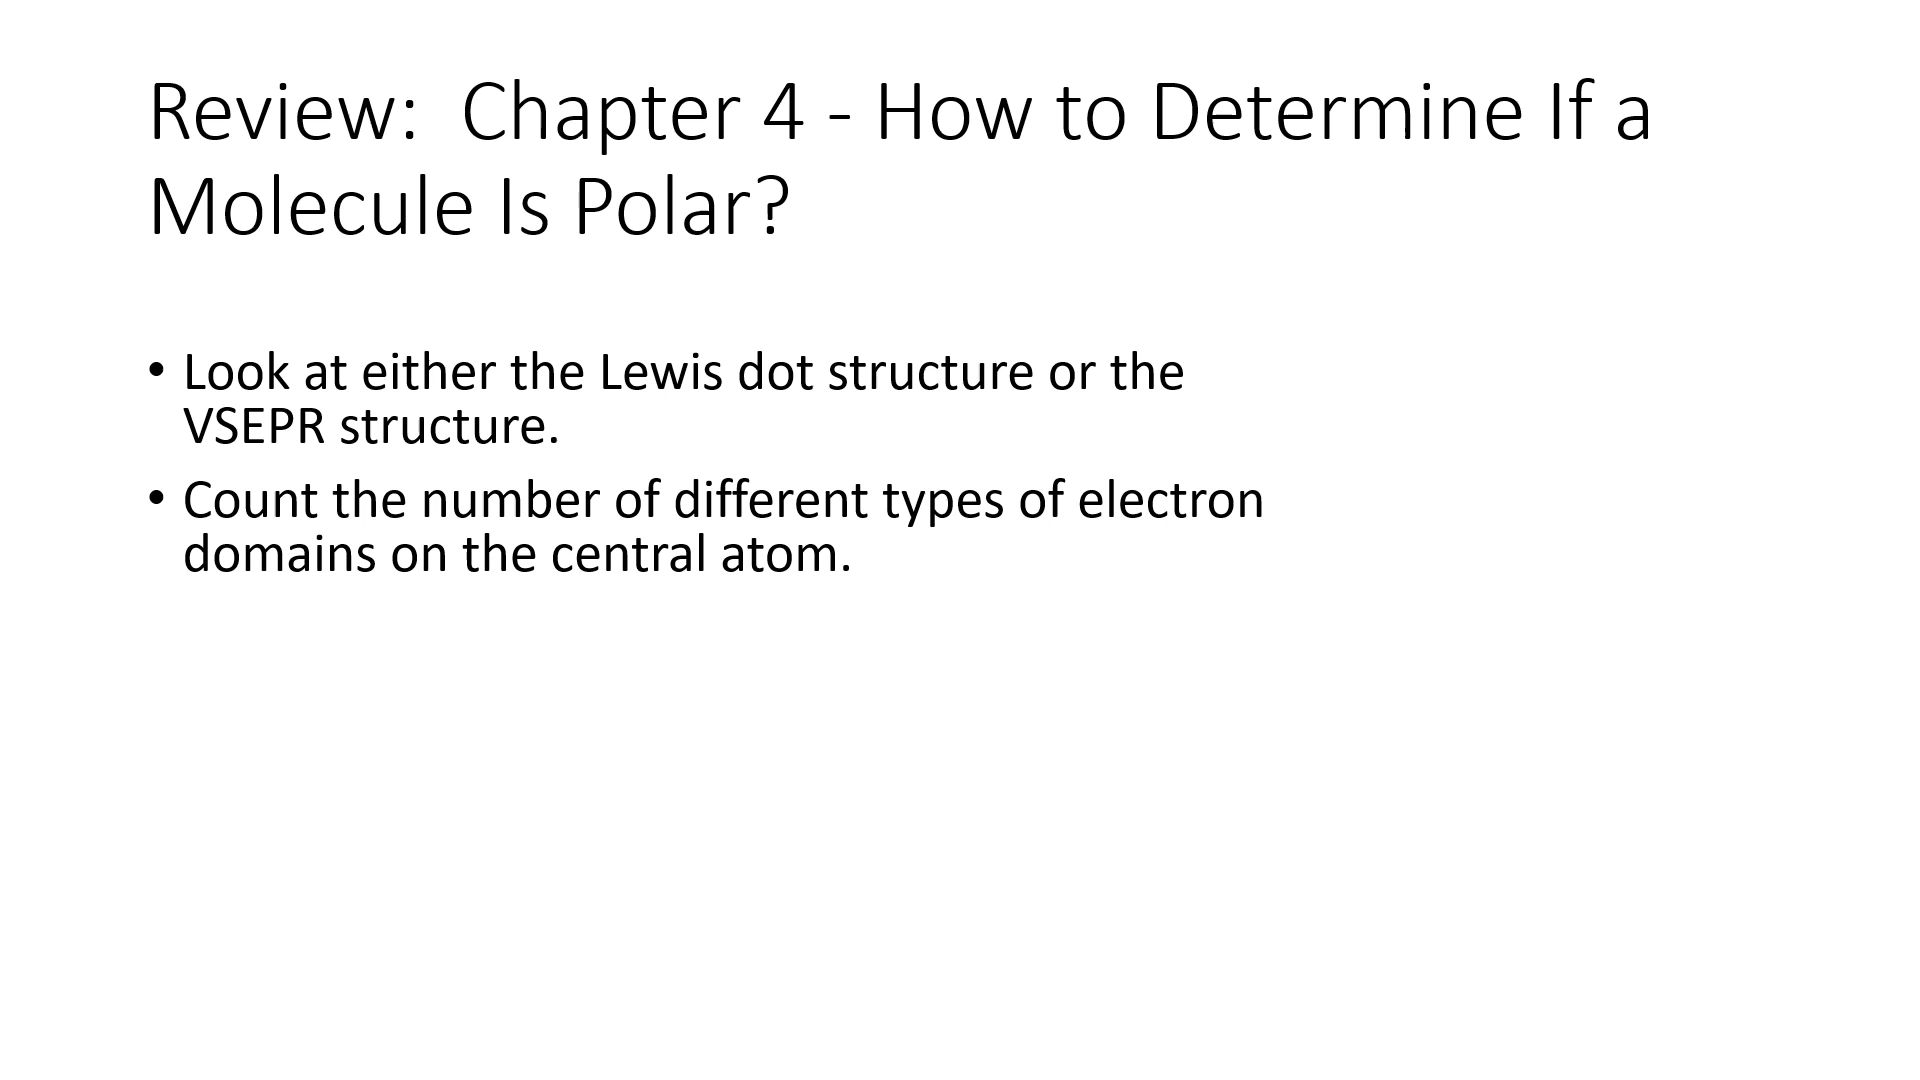 Review:  Chapter 4 - How to Determine If a
Molecule Is Polar?
• Look at either the Lewis dot structure or the
VSEPR structure.
• Count the number of different types of electron
domains on the central atom.